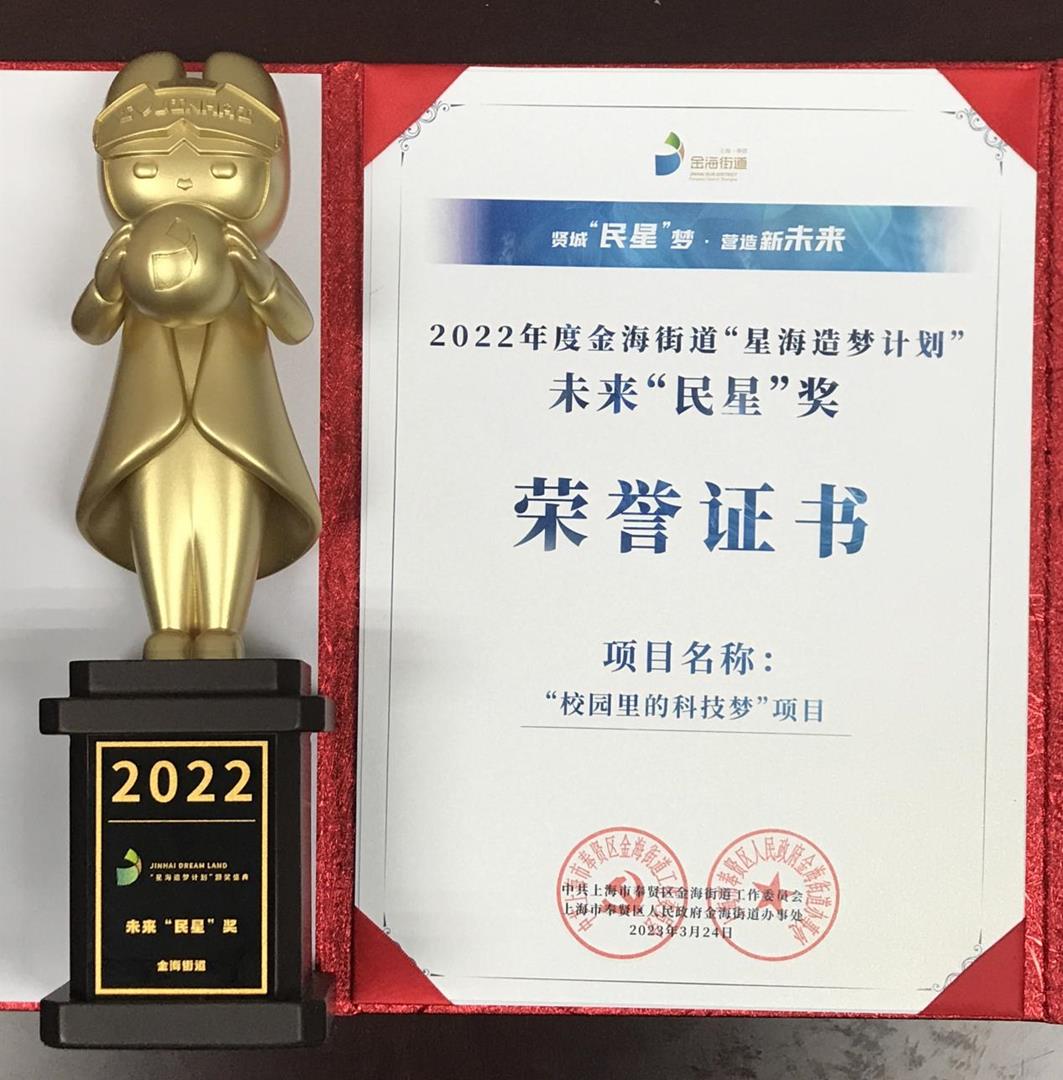 JINHAI
2022
JINHAI DREAM LAND
“星海造梦计划”颁奖盛典
未来“民星”奖
金海街道
上海·奉贤
金海街道
贤城“民星”梦·营造新未来
2022年度金海街道“星海造梦计划”
未来“民星”奖
荣誉证书
项目名称：
“校园里的科技梦”项目
中共上海市奉贤区金海街道工作委员会
上海市奉贤区人民政府金海街道办事处
2023年3月24日